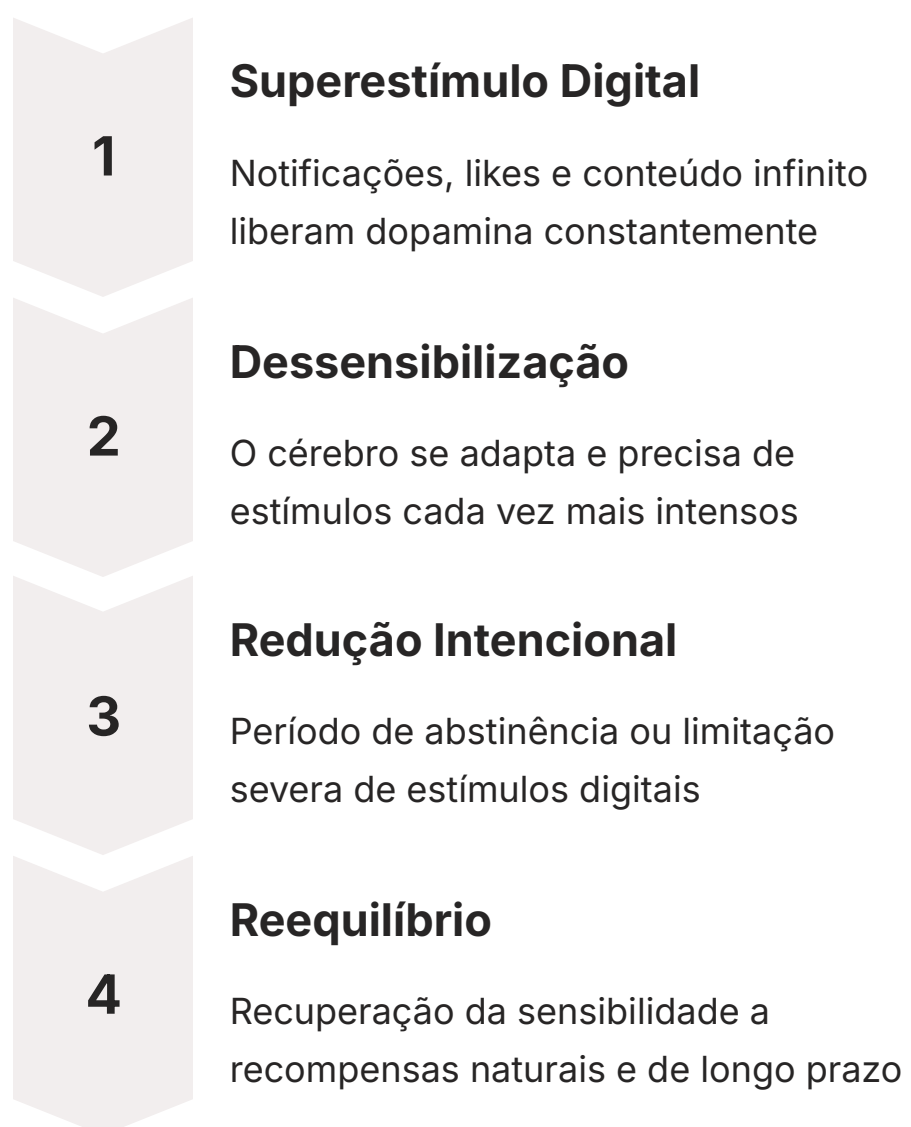 1
Superestímulo Digital
Notificações, likes e conteúdo infinito
liberam dopamina constantemente
2
Dessensibilização
O cérebro se adapta e precisa de
estímulos cada vez mais intensos
3
Redução Intencional
Período de abstinência ou limitação
severa de estímulos digitais
4
Reequilíbrio
Recuperação da sensibilidade a
recompensas naturais e de longo prazo